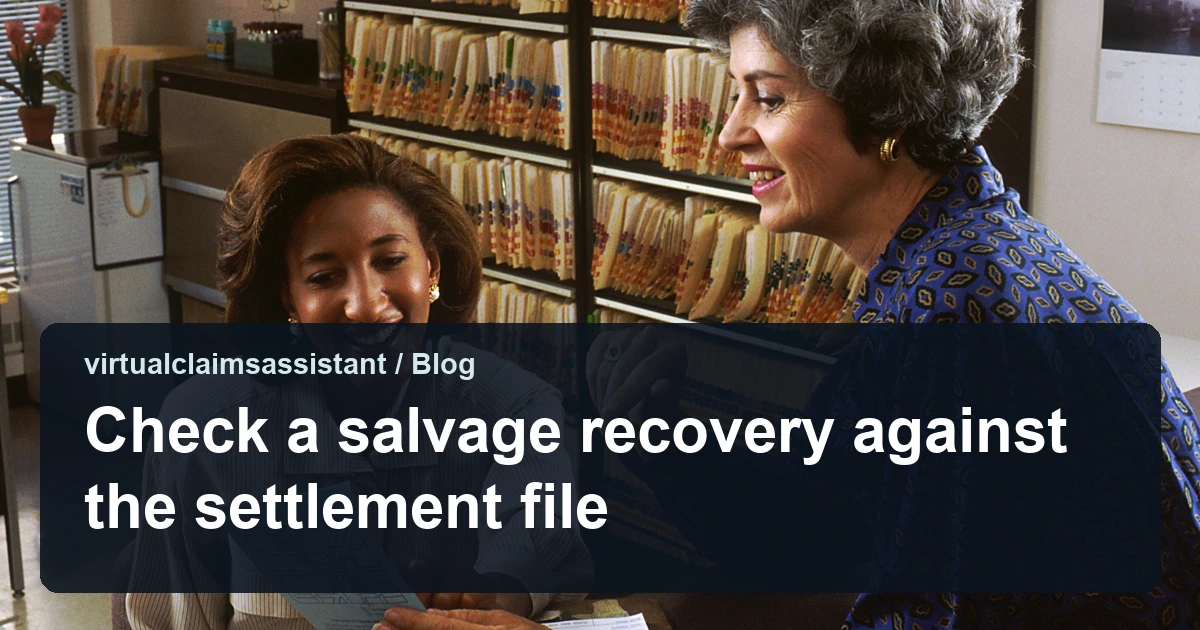 virtualclaimsassistant / Blog
Check a salvage recovery against
the settlement file